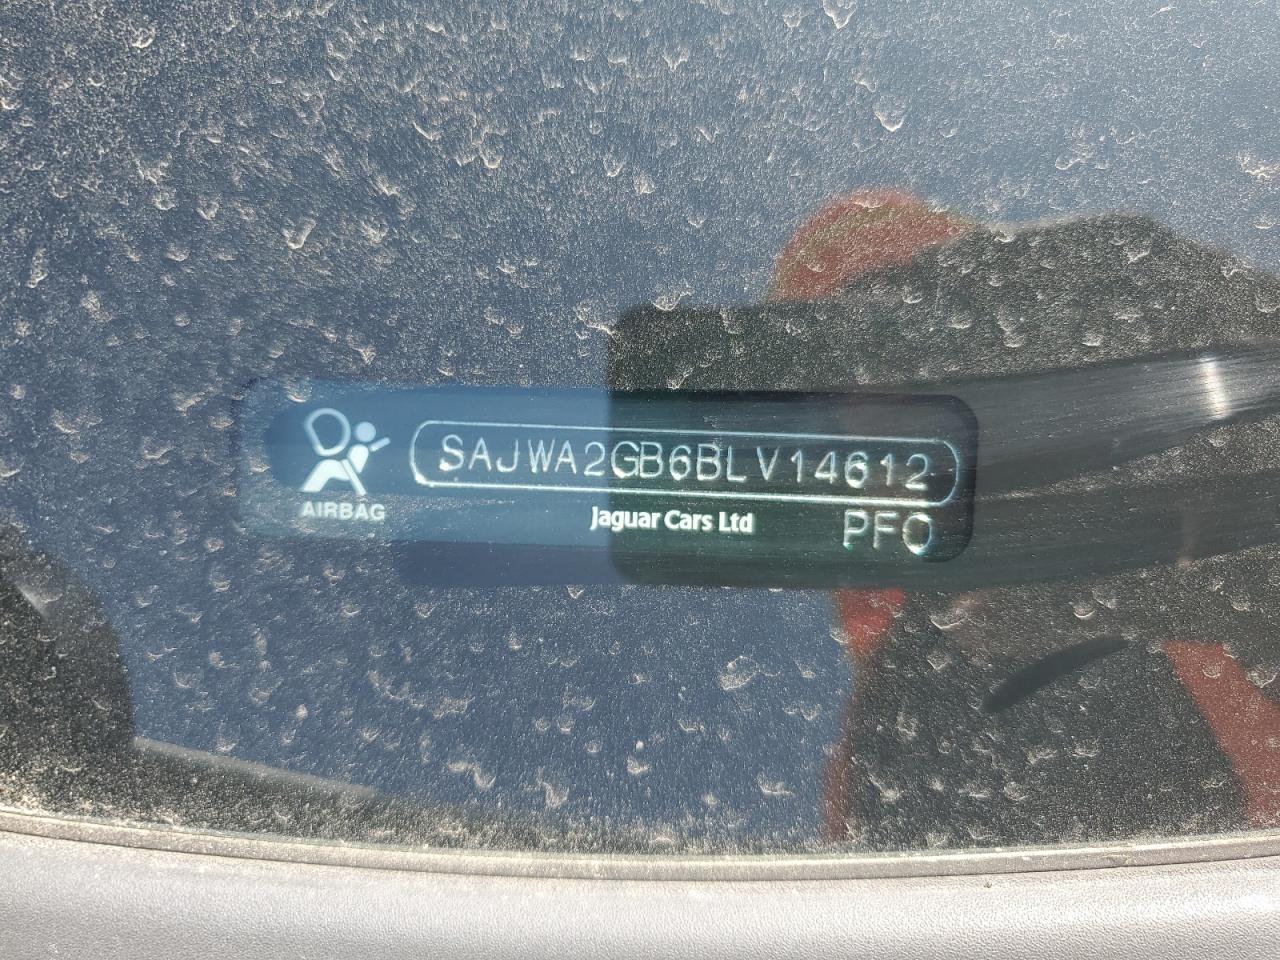 SAJWA2GB6BLV14612
AIRBAG
Jaguar Cars Ltd
PFO